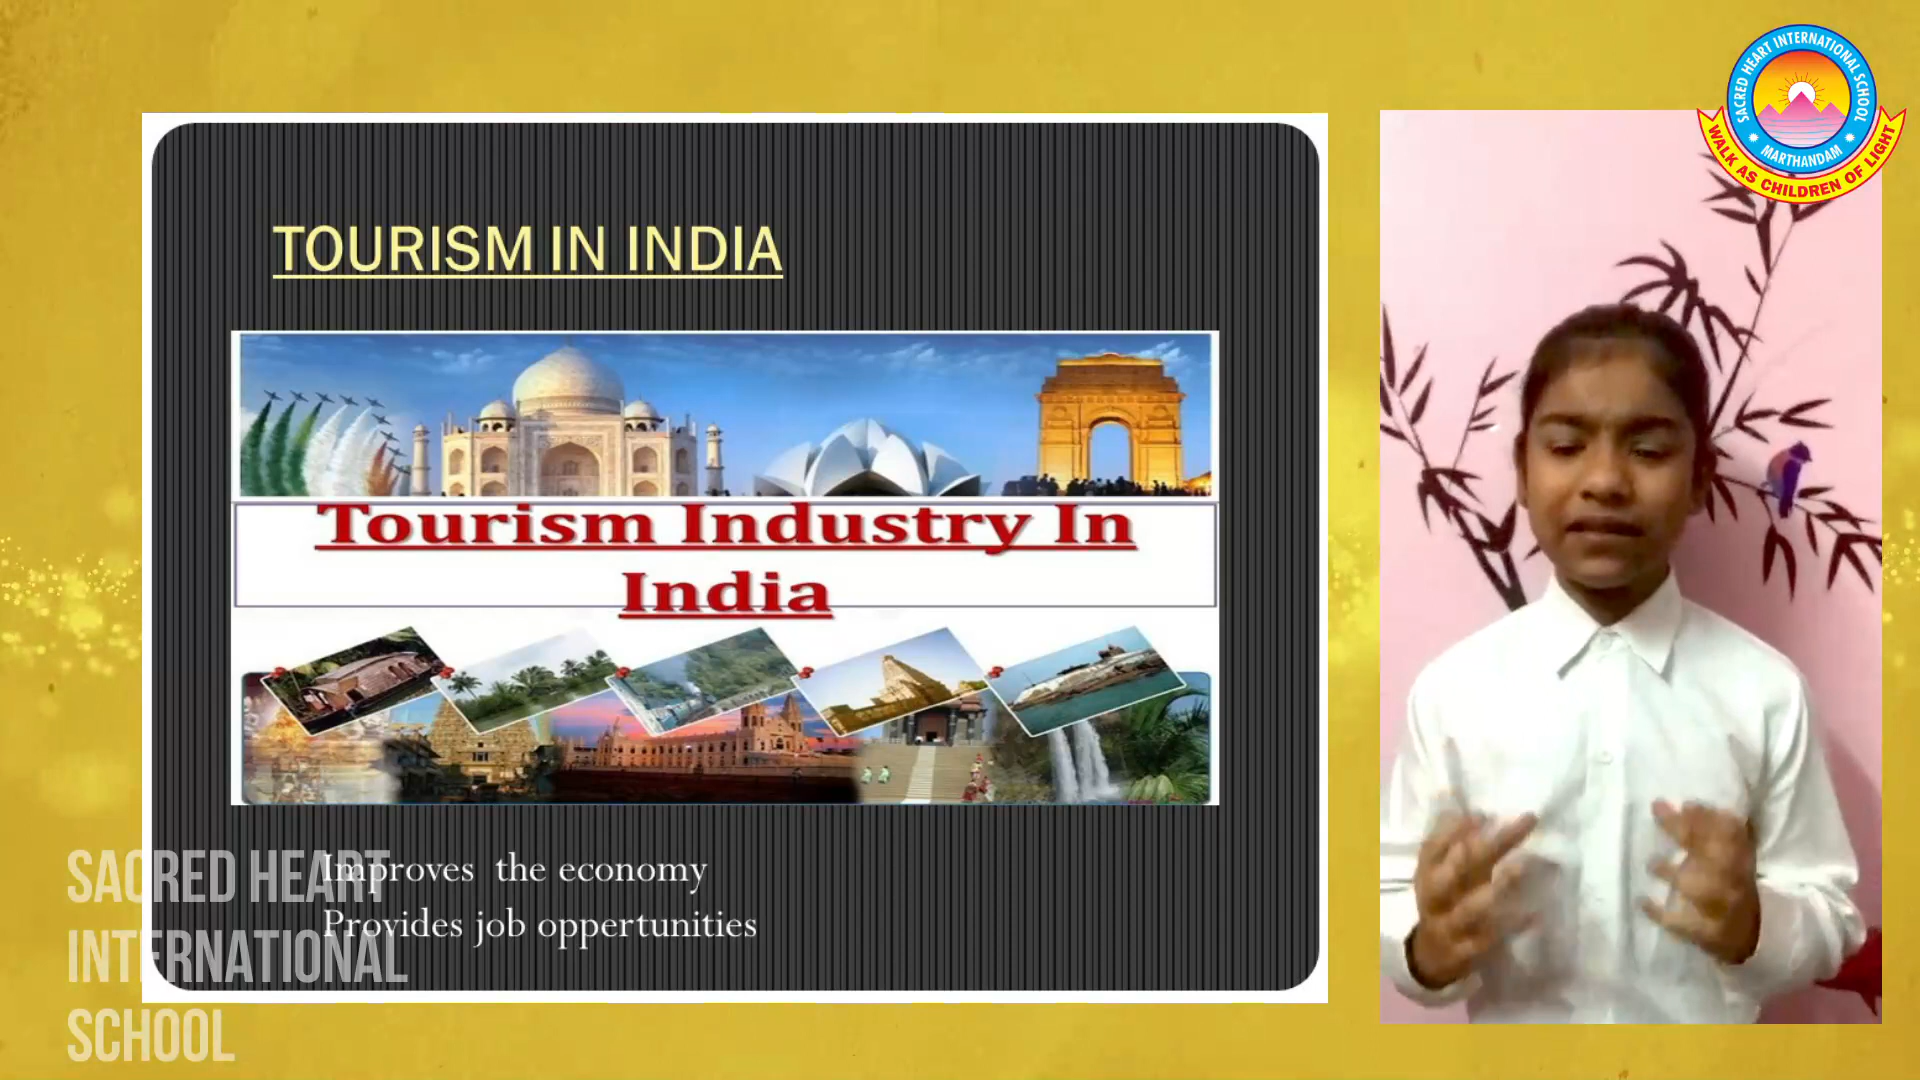 SACRED HEART INTERNATIONAL SCHOOL
MARTHANDAM
WALK AS CHILDREN OF LIGHT
TOURISM IN INDIA
Tourism Industry In
India
Improves the economy
Provides job oppertunities
SACRED HEART
INTERNATIONAL
SCHOOL